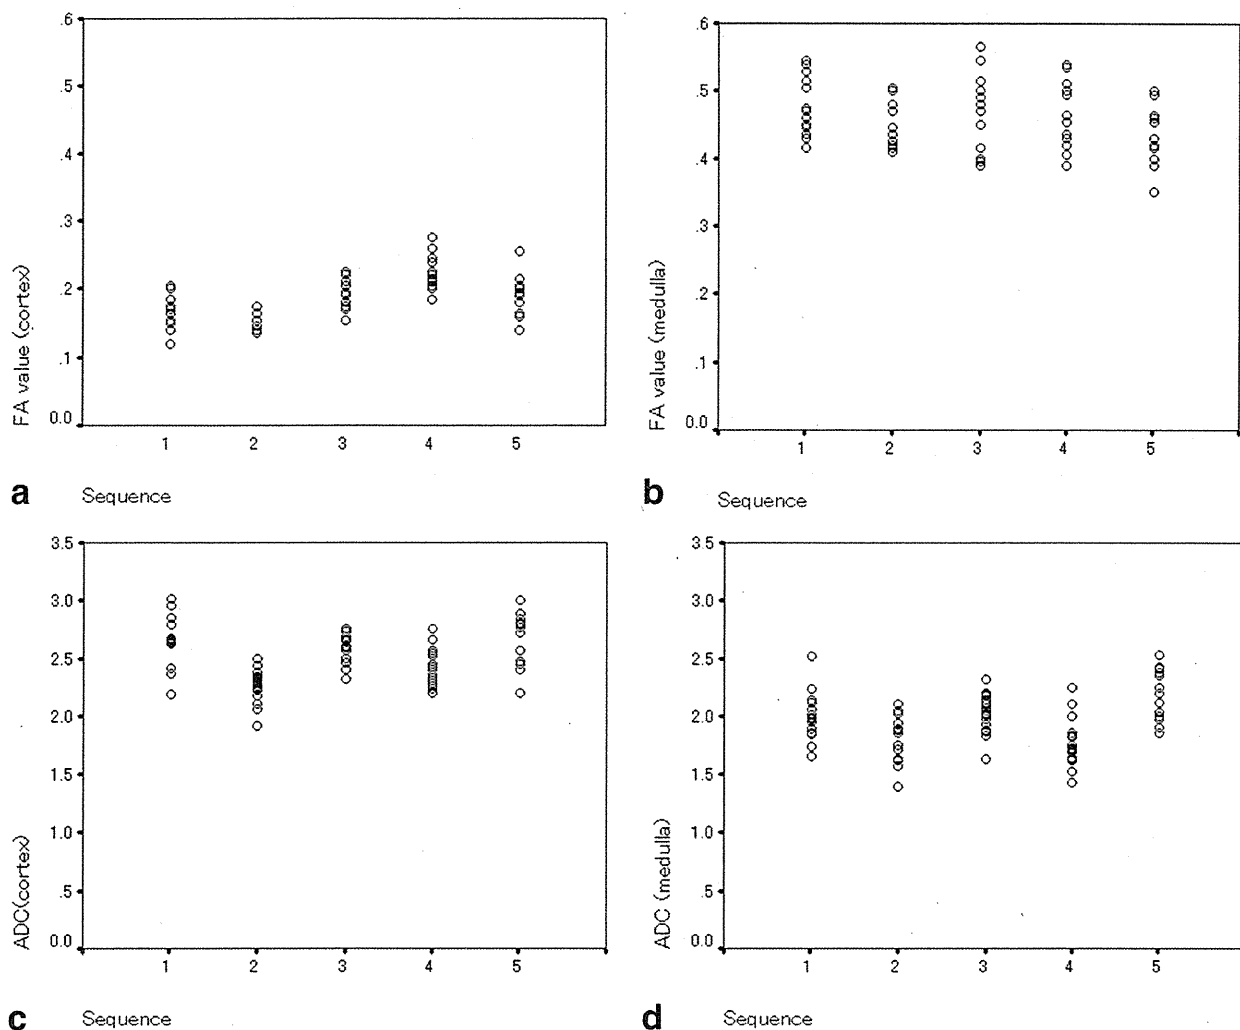 .6
.5
.4
.3
.2
.1
0.0
FA value (cortex)
1 2 3 4 5
a Sequence
.6
.5
.4
.3
.2
.1
0.0
FA value (medulla)
1 2 3 4 5
b Sequence
3.5
3.0
2.5
2.0
1.5
1.0
.5
0.0
ADC(cortex)
1 2 3 4 5
c Sequence
3.5
3.0
2.5
2.0
1.5
1.0
.5
0.0
ADC (medulla)
1 2 3 4 5
d Sequence